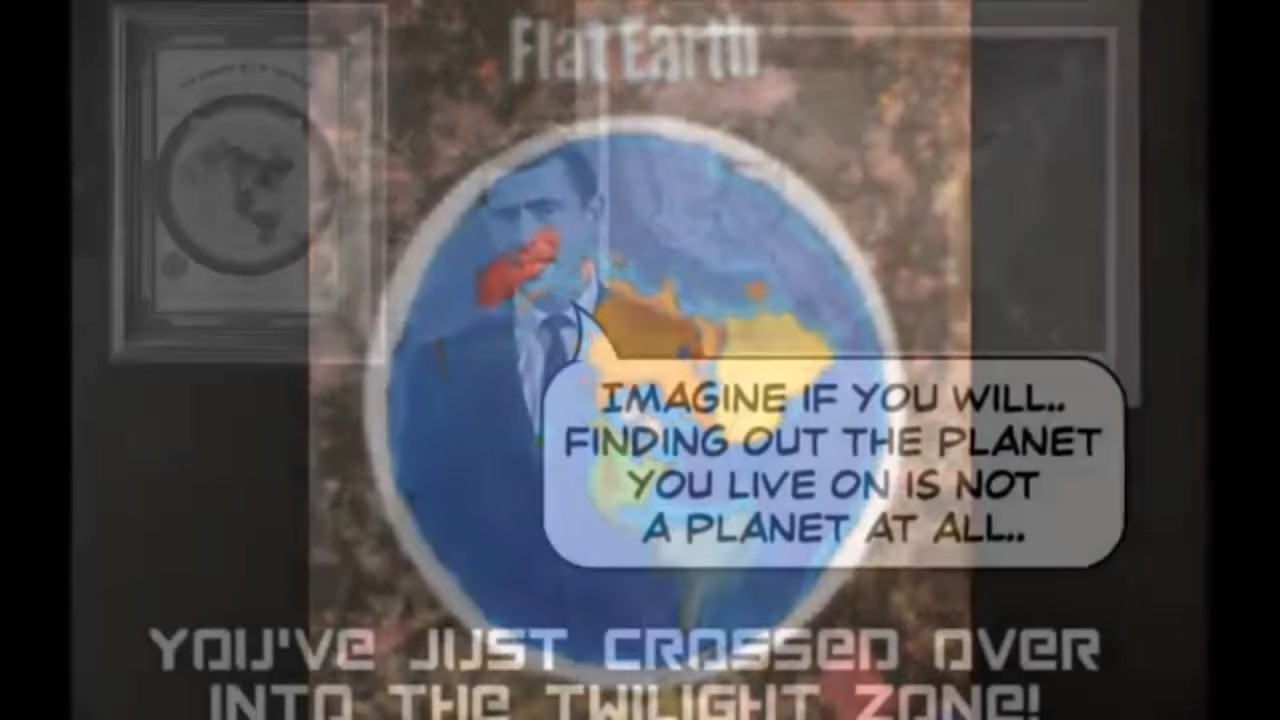 Flat Earth
IMAGINE IF YOU WILL..
FINDING OUT THE PLANET
YOU LIVE ON IS NOT
A PLANET AT ALL..
YOU'VE JUST CROSSED OVER
INTO THE TWILIGHT ZONE!